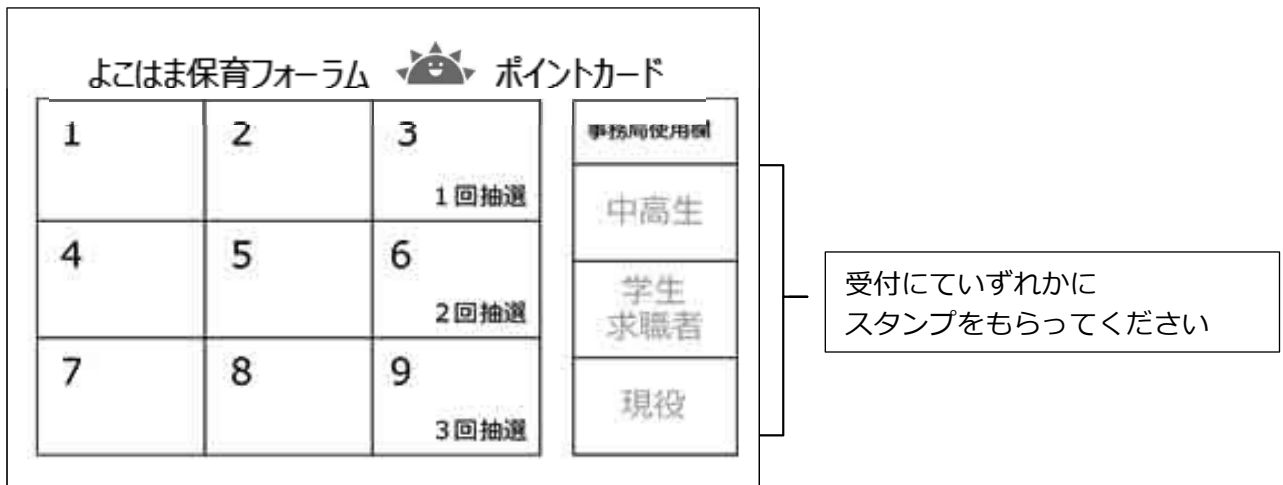 よこはま保育フォーラム ポイントカード
1 2 3
1回抽選
4 5 6
2回抽選
7 8 9
3回抽選
事務局使用欄
中高生
学生
求職者
現役
受付にていずれかに
スタンプをもらってください